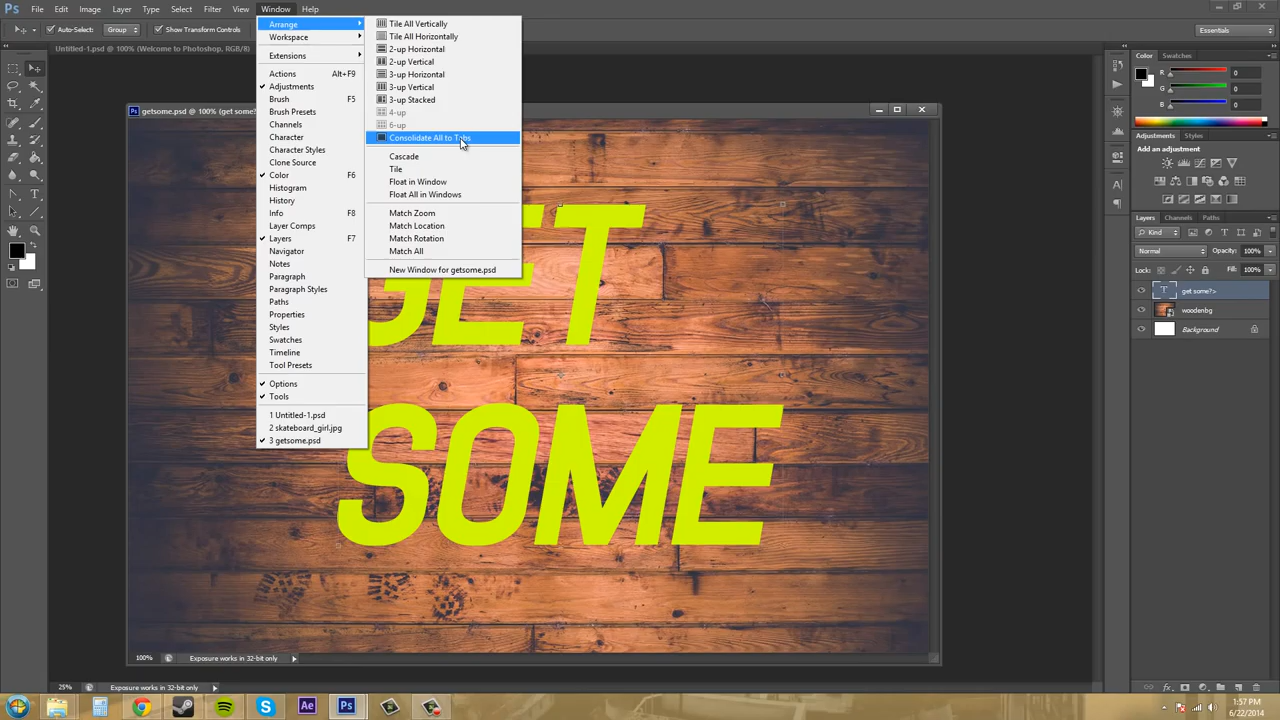 Ps File Edit Image Layer Type Select Filter View Window Help
Auto-Select: Group Show Transform Controls Essentials
Untitled-1.psd @ 100% (Welcome to Photoshop, RGB/8)
getsome.psd @ 100% (get some?
Arrange
Workspace
Extensions
Actions Alt+F9
Adjustments
Brush F5
Brush Presets
Channels
Character
Character Styles
Clone Source
Color F6
Histogram
History
Info F8
Layer Comps
Layers F7
Navigator
Notes
Paragraph
Paragraph Styles
Paths
Properties
Styles
Swatches
Timeline
Tool Presets
Options
Tools
1 Untitled-1.psd
2 skateboard_girl.jpg
3 getsome.psd
Tile All Vertically
Tile All Horizontally
2-up Horizontal
2-up Vertical
3-up Horizontal
3-up Vertical
3-up Stacked
4-up
6-up
Consolidate All to Tabs
Cascade
Tile
Float in Window
Float All in Windows
Match Zoom
Match Location
Match Rotation
Match All
New Window for getsome.psd
GET
SOME
100% Exposure works in 32-bit only
25% Exposure works in 32-bit only
Color Swatches
R 0
G 0
B 0
Adjustments Styles
Add an adjustment
Layers Channels Paths
Kind
Normal Opacity: 100%
Lock: Fill: 100%
T get some?>
woodenbg
Background
Ae Ps
1:57 PM
6/22/2014